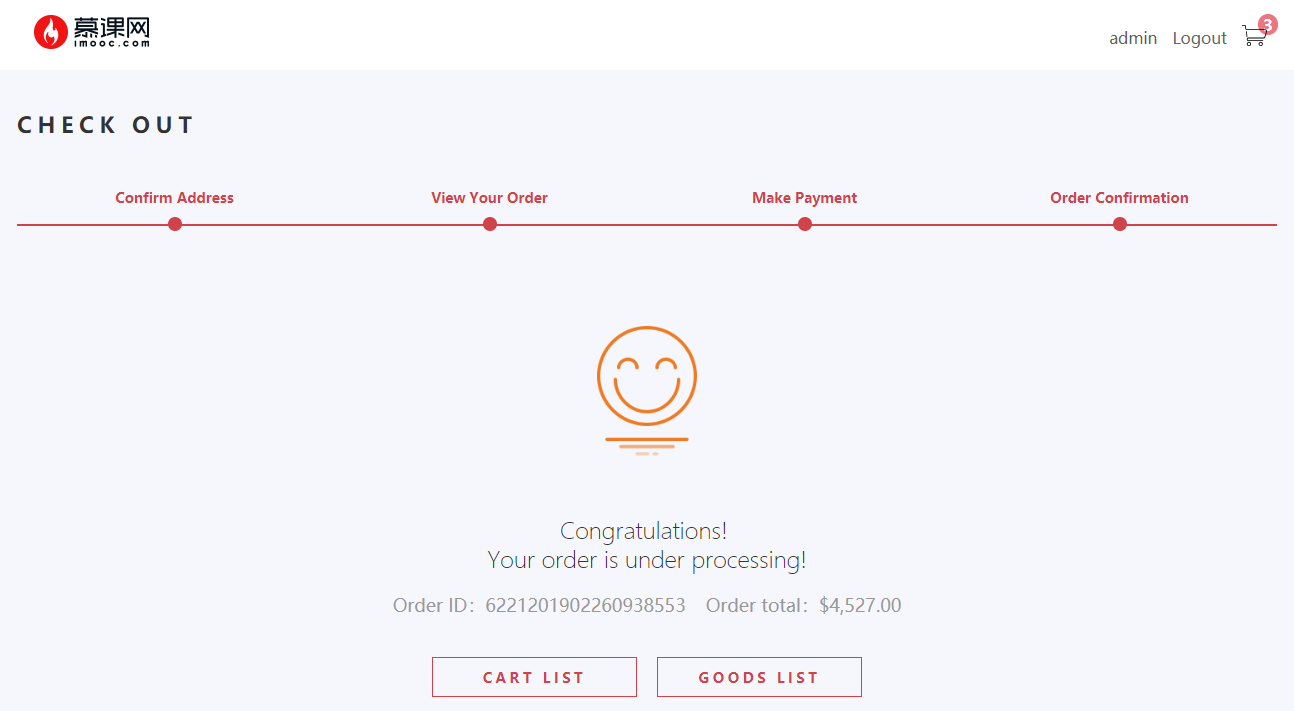 慕课网
imooc.com
admin Logout 3
CHECK OUT
Confirm Address View Your Order Make Payment Order Confirmation
Congratulations!
Your order is under processing!
Order ID：6221201902260938553 Order total：$4,527.00
CART LIST GOODS LIST